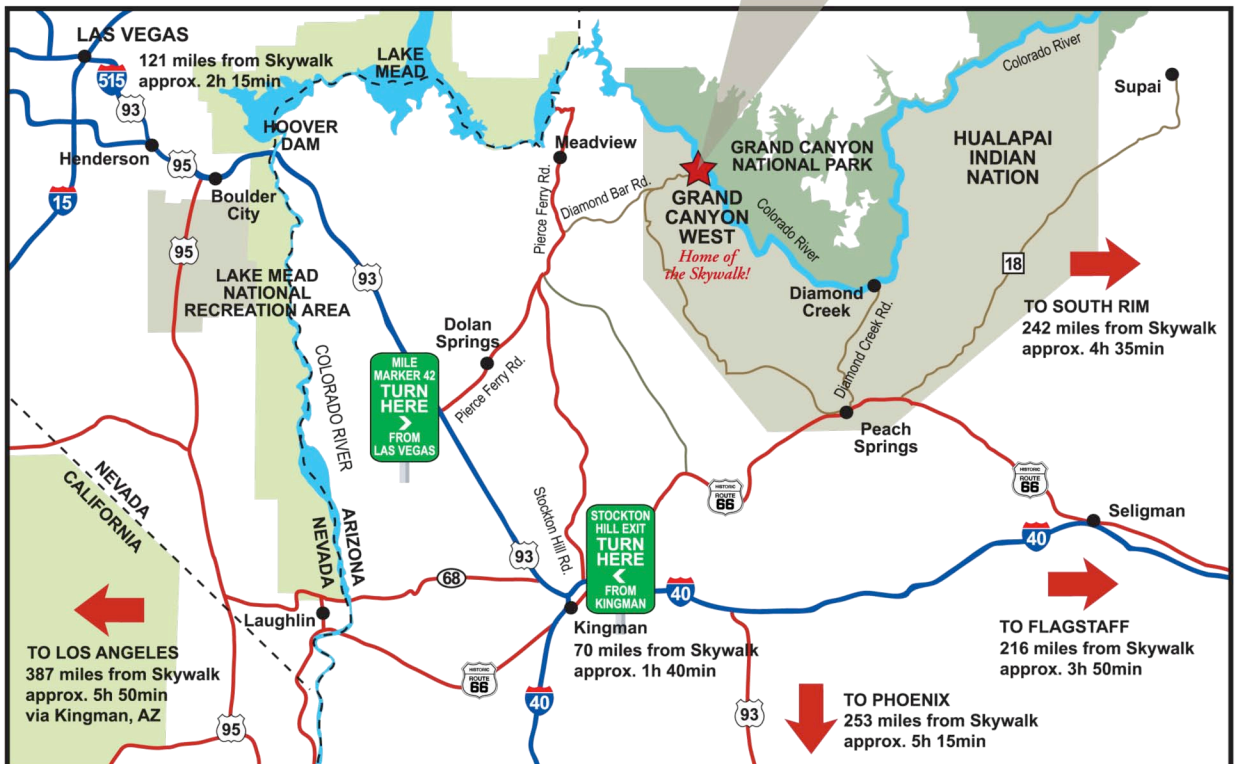 LAS VEGAS
121 miles from Skywalk
approx. 2h 15min
515
93
LAKE
MEAD
Colorado River
Supai
HOOVER
DAM
Henderson
95
Meadview
GRAND CANYON
NATIONAL PARK
HUALAPAI
INDIAN
NATION
15
Boulder
City
Pierce Ferry Rd.
Diamond Bar Rd.
GRAND
CANYON
WEST
Home of
the Skywalk!
Colorado River
95
93
18
LAKE MEAD
NATIONAL
RECREATION AREA
Diamond
Creek
TO SOUTH RIM
242 miles from Skywalk
approx. 4h 35min
Dolan
Springs
Diamond Creek Rd.
COLORADO RIVER
MILE
MARKER 42
TURN
HERE
>
FROM
LAS VEGAS
Pierce Ferry Rd.
Peach
Springs
NEVADA
CALIFORNIA
HISTORIC
ROUTE
66
HISTORIC
ROUTE
66
Stockton Hill Rd.
STOCKTON
HILL EXIT
TURN
HERE
<
FROM
KINGMAN
Seligman
ARIZONA
NEVADA
93
40
68
40
Laughlin
Kingman
70 miles from Skywalk
approx. 1h 40min
TO LOS ANGELES
387 miles from Skywalk
approx. 5h 50min
via Kingman, AZ
TO FLAGSTAFF
216 miles from Skywalk
approx. 3h 50min
HISTORIC
ROUTE
66
40
95
93
TO PHOENIX
253 miles from Skywalk
approx. 5h 15min